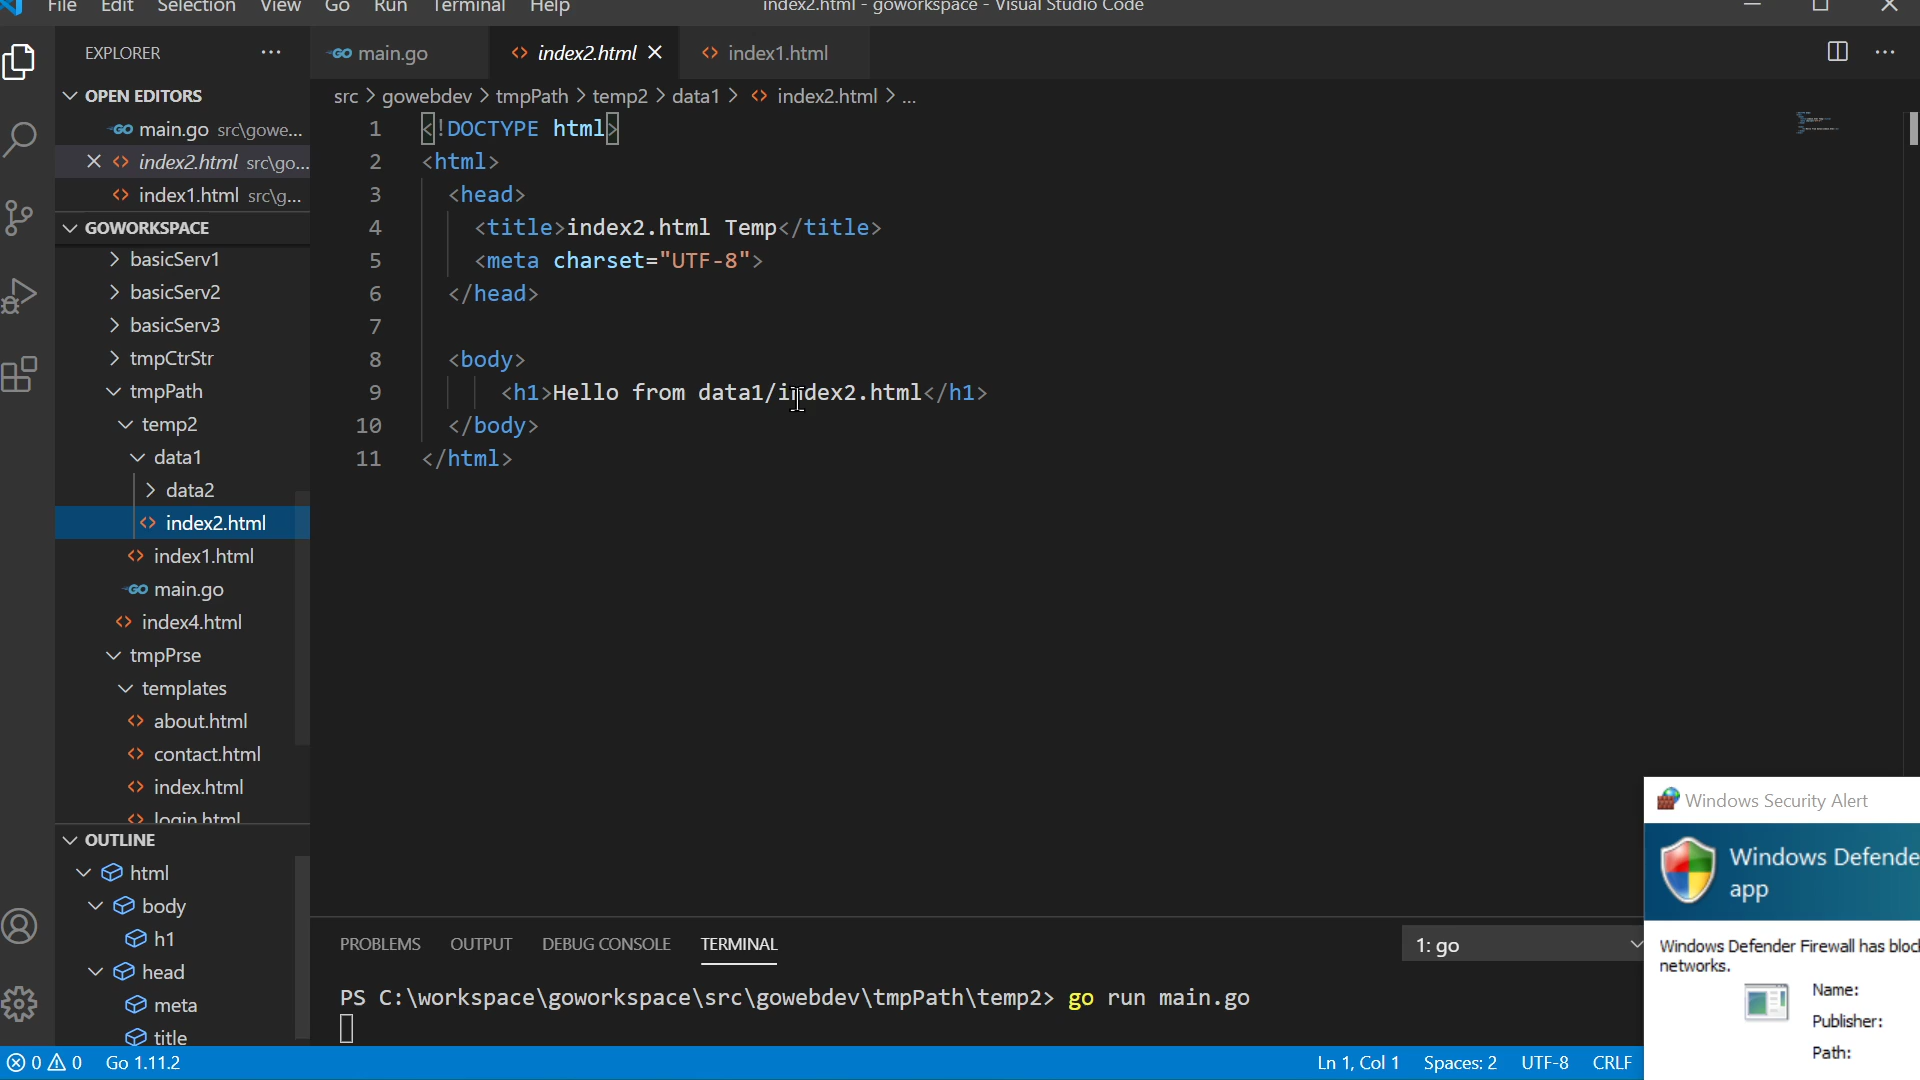 File Edit Selection View Go Run Terminal Help
index2.html - goworkspace - Visual Studio Code
EXPLORER
OPEN EDITORS
main.go src\gowe...
index2.html src\go...
index1.html src\g...
GOWORKSPACE
basicServ1
basicServ2
basicServ3
tmpCtrStr
tmpPath
temp2
data1
data2
index2.html
index1.html
main.go
index4.html
tmpPrse
templates
about.html
contact.html
index.html
login.html
OUTLINE
html
body
h1
head
meta
title
main.go
index2.html
index1.html
src > gowebdev > tmpPath > temp2 > data1 > index2.html > ...
1 <!DOCTYPE html>
2 <html>
3 <head>
4 <title>index2.html Temp</title>
5 <meta charset="UTF-8">
6 </head>
7
8 <body>
9 <h1>Hello from data1/index2.html</h1>
10 </body>
11 </html>
PROBLEMS OUTPUT DEBUG CONSOLE TERMINAL
1: go
PS C:\workspace\goworkspace\src\gowebdev\tmpPath\temp2> go run main.go
Windows Security Alert
Windows Defende
app
Windows Defender Firewall has bloc
networks.
Name:
Publisher:
Path:
0 0 Go 1.11.2
Ln 1, Col 1 Spaces: 2 UTF-8 CRLF